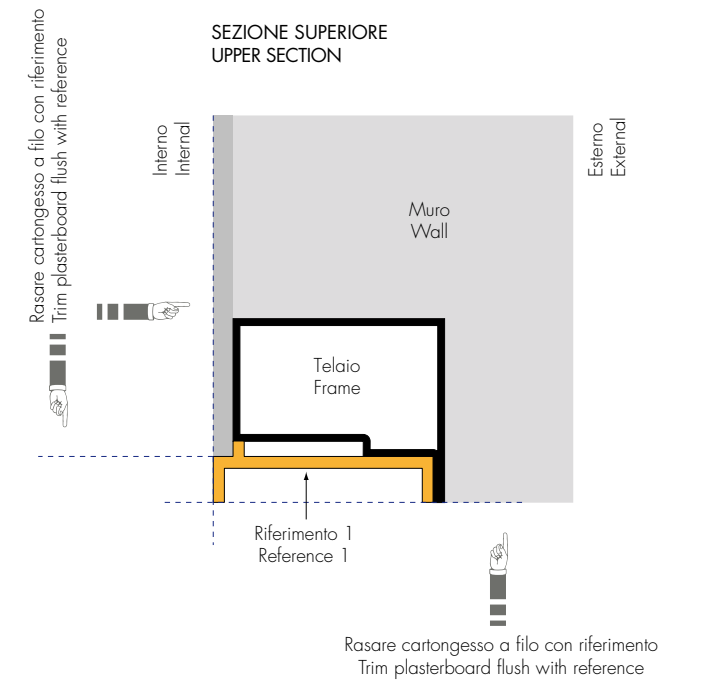 SEZIONE SUPERIORE
UPPER SECTION
Rasare cartongesso a filo con riferimento
Trim plasterboard flush with reference
Interno
Internal
Esterno
External
Muro
Wall
Telaio
Frame
Riferimento 1
Reference 1
Rasare cartongesso a filo con riferimento
Trim plasterboard flush with reference